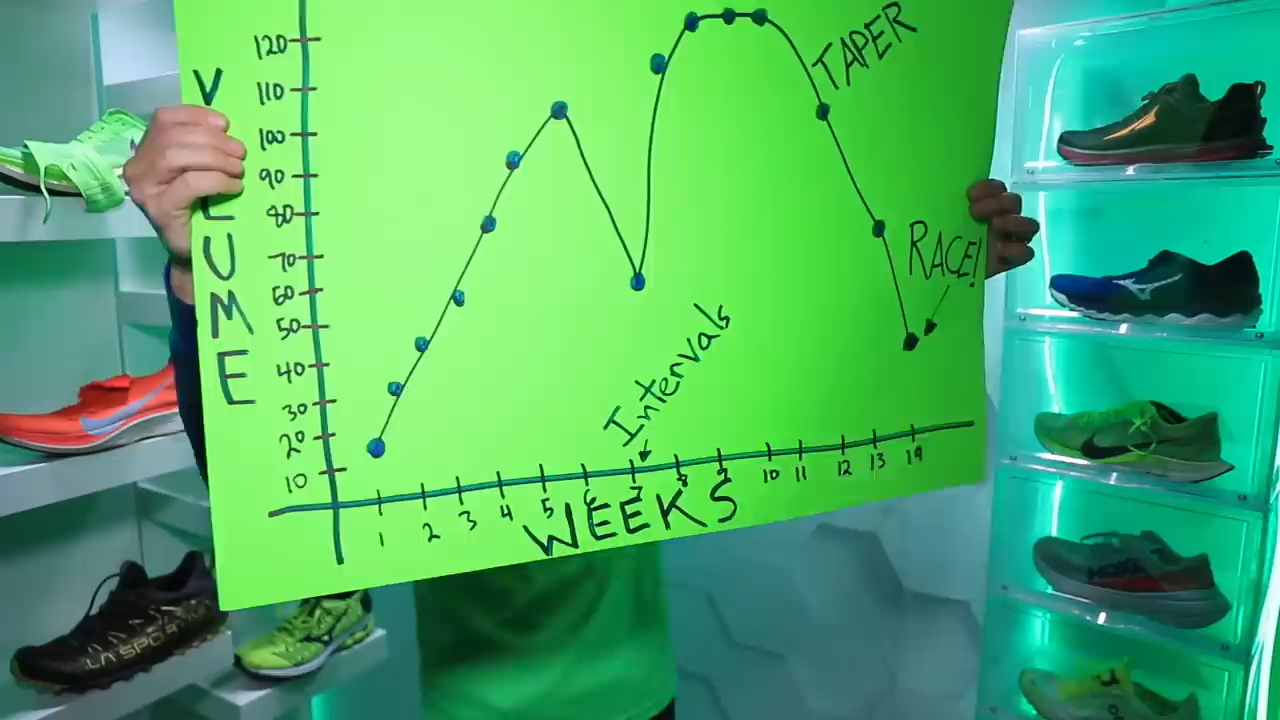 VOLUME
120
110
100
90
80
70
60
50
40
30
20
10
TAPER
RACE!
Intervals
1 2 3 4 5 6 7 8 9 10 11 12 13 14
WEEKS
LA SPORTIVA
HOKA